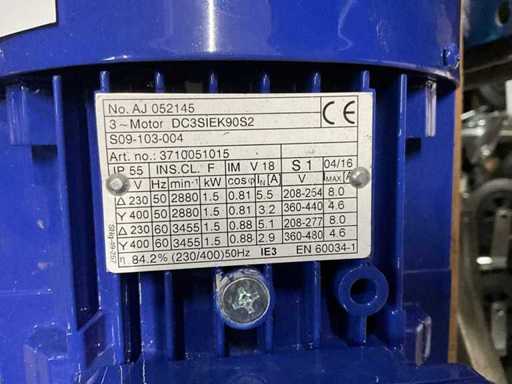 No. AJ 052145 CE
3~Motor DC3SIEK90S2
S09-103-004
Art. no.: 3710051015
IP 55 INS.CL. F IM V 18 S 1 04/16
V Hz min-1 kW cosφ IN [A] V MAX [A]
Δ 230 50 2880 1.5 0.81 5.5 208-254 8.0
Y 400 50 2880 1.5 0.81 3.2 360-440 4.6
Δ 230 60 3455 1.5 0.88 5.1 208-277 8.0
Y 400 60 3455 1.5 0.88 2.9 360-480 4.6
84.2% (230/400)50Hz IE3 EN 60034-1